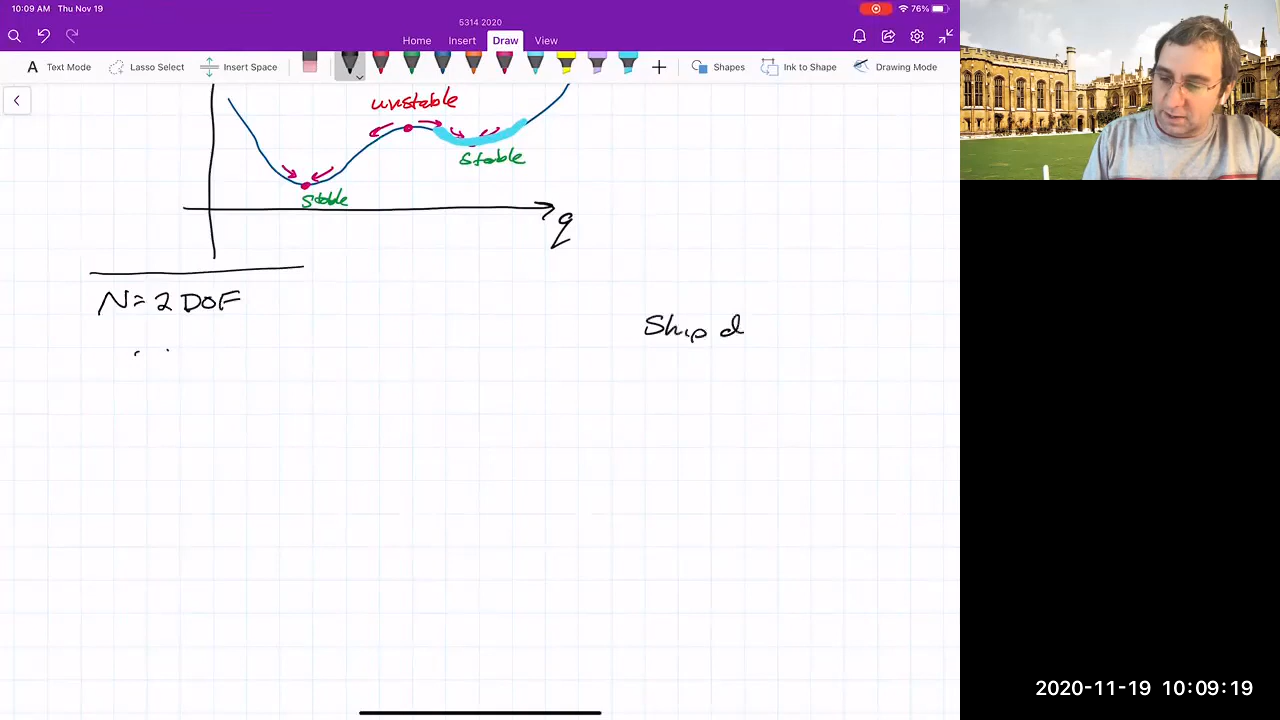 10:09 AM Thu Nov 19
76%
5314 2020
Home Insert Draw View
Text Mode Lasso Select Insert Space Shapes Ink to Shape Drawing Mode
unstable
stable
stable
q
N=2 DOF
Ship d
2020-11-19 10:09:19